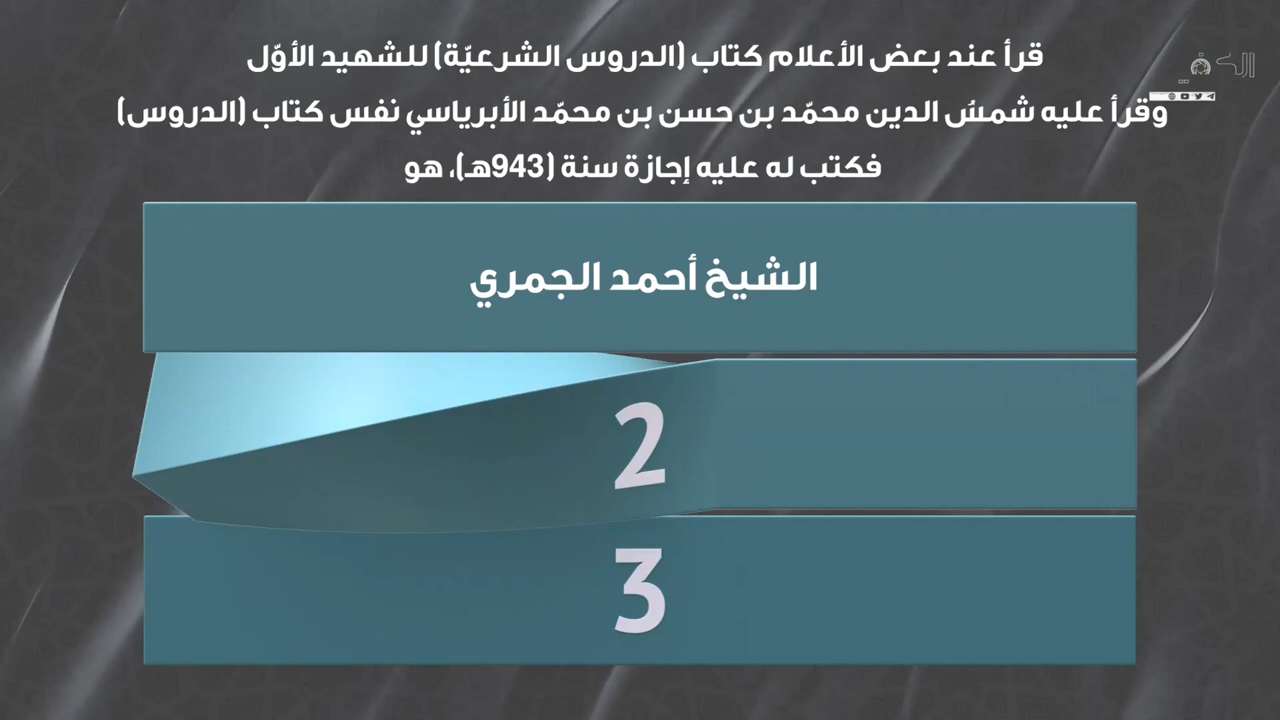 قرأ عند بعض الأعلام كتاب (الدروس الشرعيّة) للشهيد الأوّل
وقرأ عليه شمسُ الدين محمّد بن حسن بن محمّد الأبرياسي نفس كتاب (الدروس)
فكتب له عليه إجازة سنة (943هـ)، هو
الشيخ أحمد الجمري
2
3